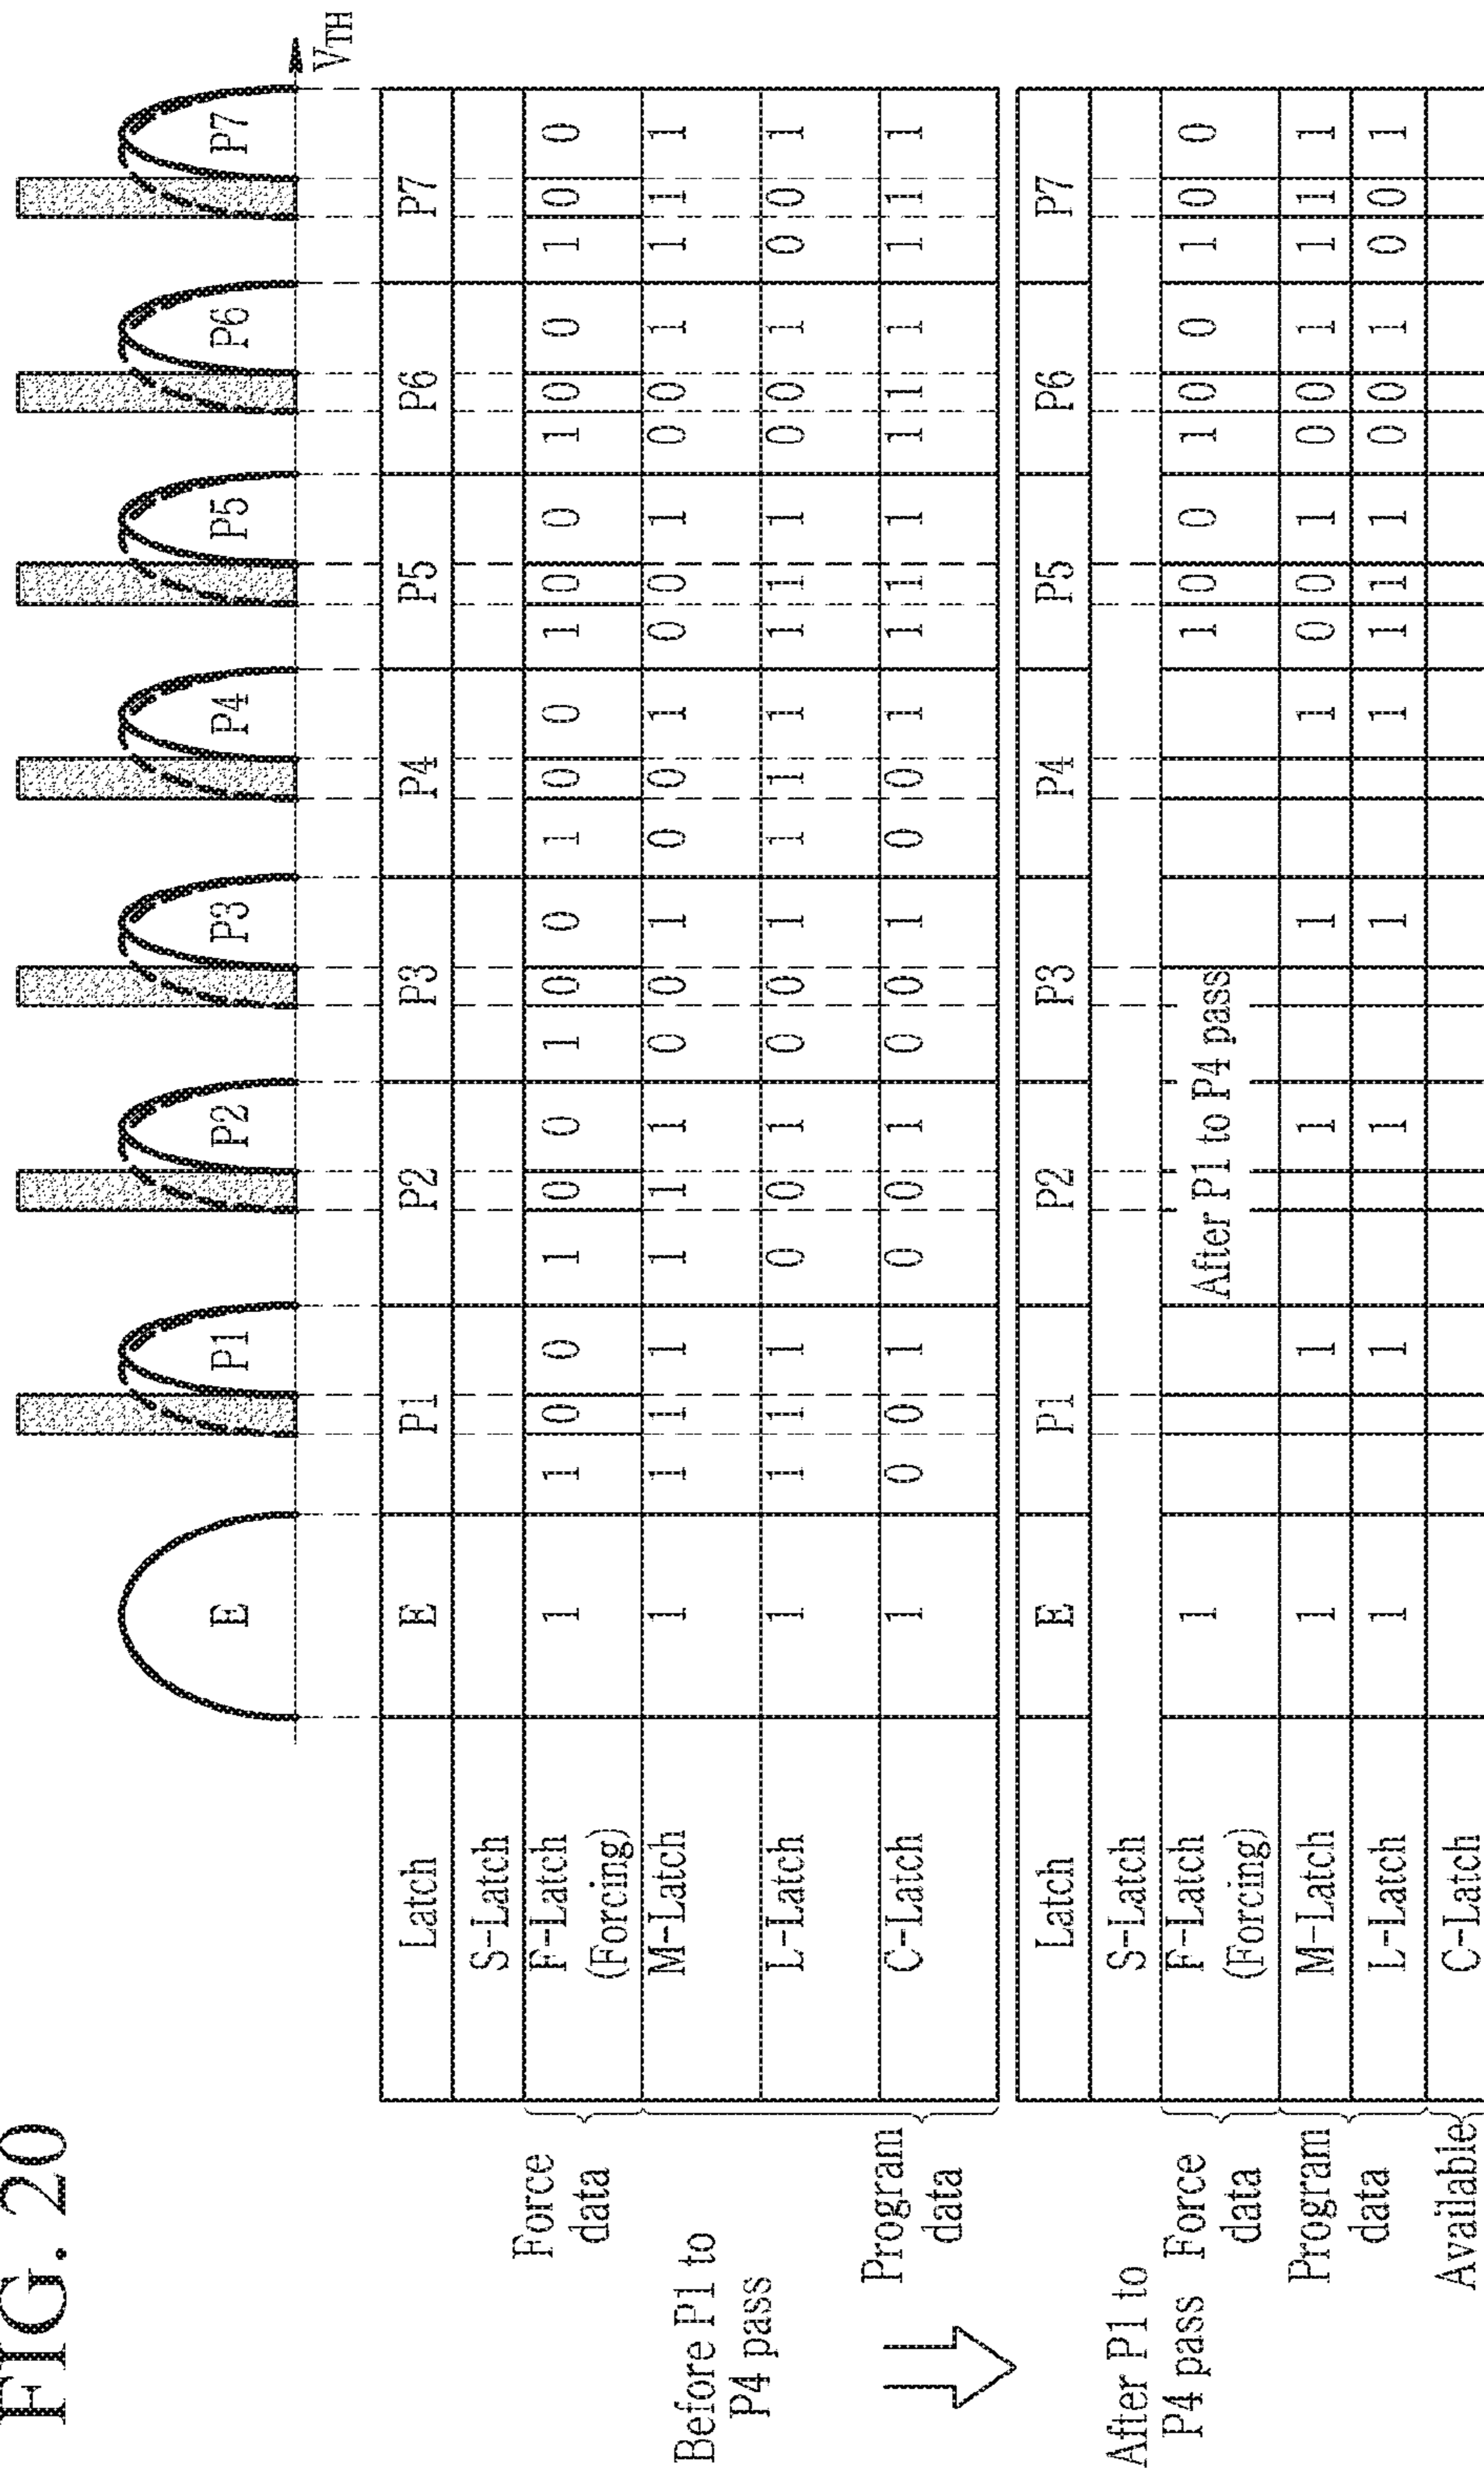 FIG. 20
E P1 P2 P3 P4 P5 P6 P7
VTH
Latch E P1 P2 P3 P4 P5 P6 P7
S-Latch
Force data
F-Latch (Forcing) 1 1 0 0 1 0 0 1 0 0 1 0 0 1 0 0 1 0 0 1 0 0
Before P1 to P4 pass
Program data
M-Latch 1 1 1 1 1 1 1 0 0 1 0 0 1 0 0 1 0 0 1 1 1 1
L-Latch 1 1 1 1 0 0 1 0 0 1 1 1 1 1 1 1 0 0 1 0 0 1
C-Latch 1 0 0 1 0 0 1 0 0 1 0 0 1 1 1 1 1 1 1 1 1 1
After P1 to P4 pass
Latch E P1 P2 P3 P4 P5 P6 P7
S-Latch
Force data
F-Latch (Forcing) 1 After P1 to P4 pass 1 0 0 1 0 0 1 0 0
Program data
M-Latch 1 1 1 1 1 0 0 1 0 0 1 1 1 1
L-Latch 1 1 1 1 1 1 1 1 0 0 1 0 0 1
Available
C-Latch